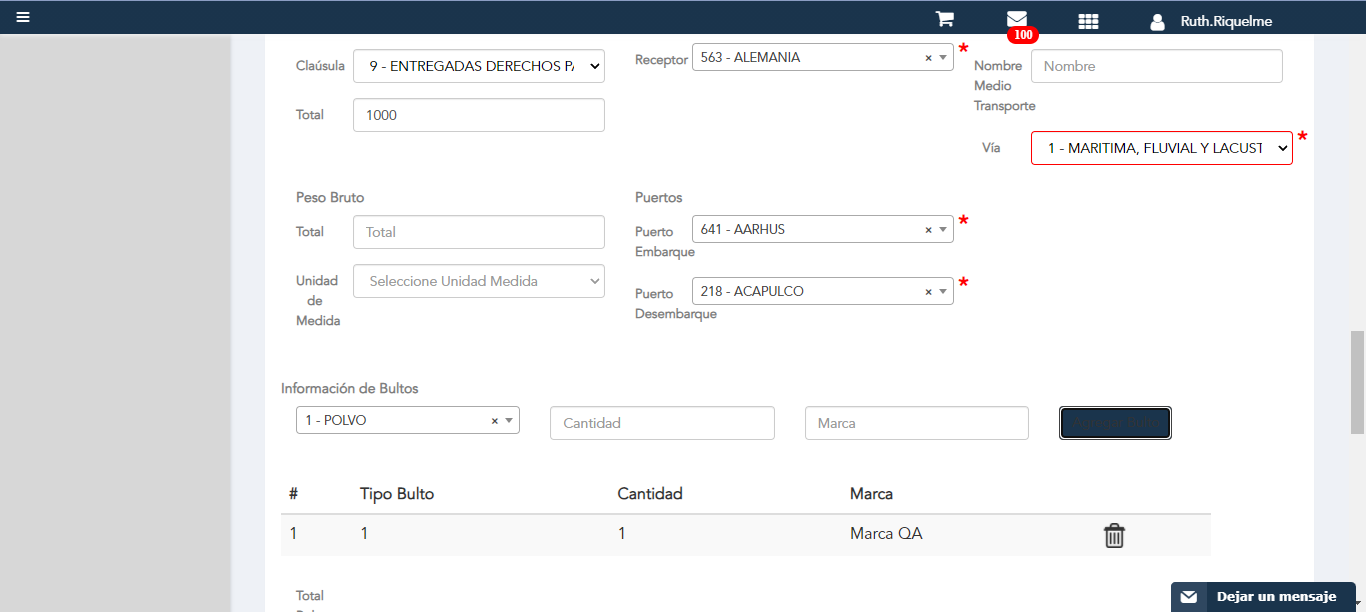 Ruth.Riquelme
100
Claúsula
9 - ENTREGADAS DERECHOS PA
Receptor
563 - ALEMANIA
× 
*
Nombre
Medio
Transporte
Nombre
Total
1000
Vía
1 - MARITIMA, FLUVIAL Y LACUST
*
Peso Bruto
Puertos
Total
Total
Puerto
Embarque
641 - AARHUS
×
*
Unidad
de
Medida
Seleccione Unidad Medida
Puerto
Desembarque
218 - ACAPULCO
×
*
Información de Bultos
1 - POLVO
×
Cantidad
Marca
# Tipo Bulto Cantidad Marca
1 1 1 Marca QA
Total
Dejar un mensaje